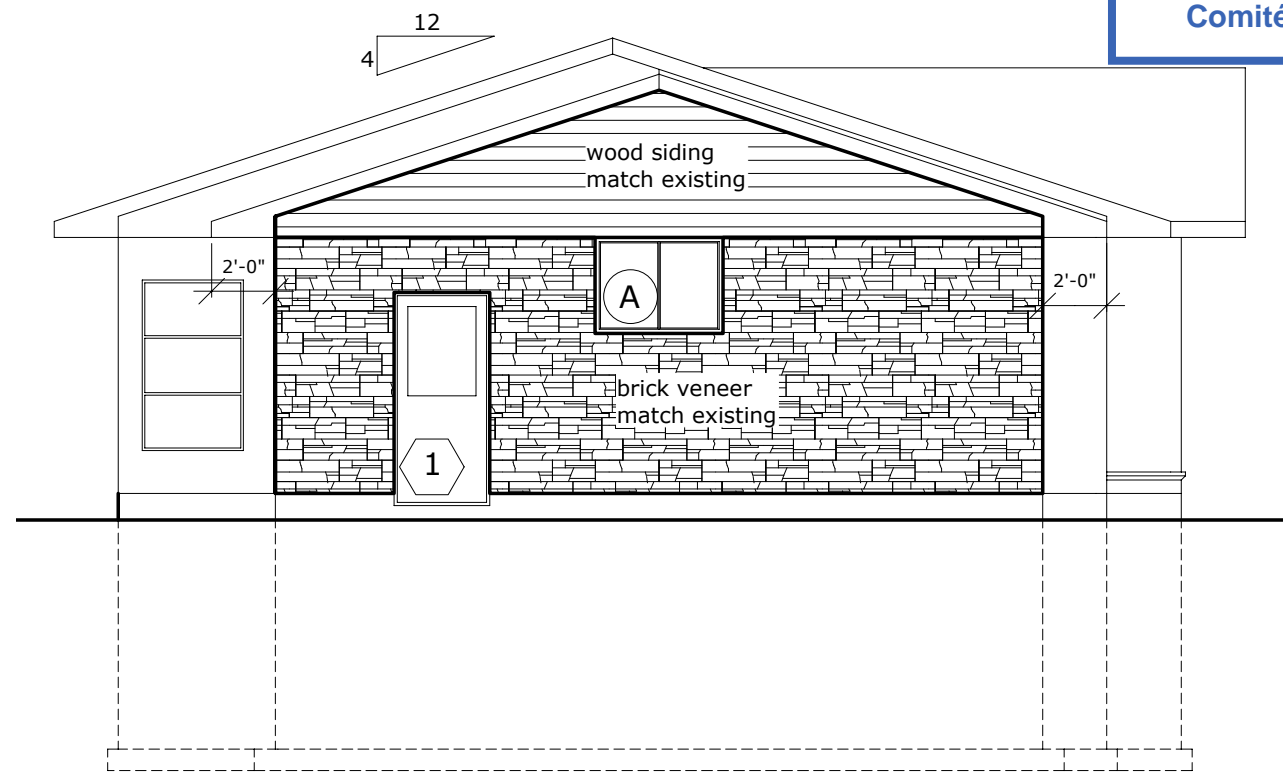 Comité
12
4
wood siding
match existing
2'-0"
2'-0"
A
brick veneer
match existing
1